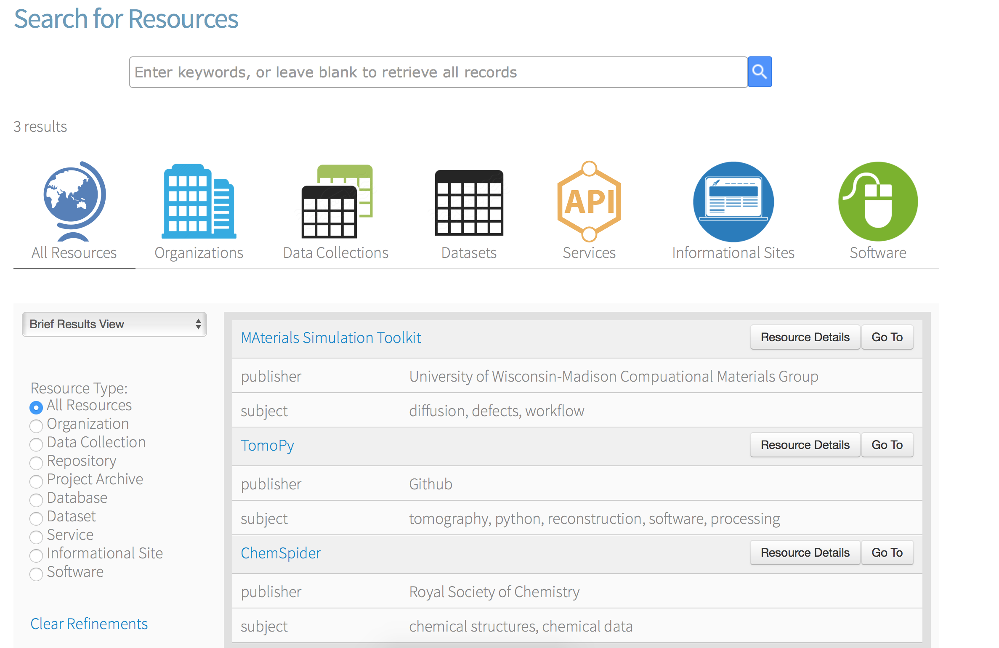 Search for Resources
Enter keywords, or leave blank to retrieve all records
3 results
API
All Resources
Organizations
Data Collections
Datasets
Services
Informational Sites
Software
Brief Results View
Resource Type:
All Resources
Organization
Data Collection
Repository
Project Archive
Database
Dataset
Service
Informational Site
Software
Clear Refinements
MAterials Simulation Toolkit Resource Details Go To
publisher University of Wisconsin-Madison Compuational Materials Group
subject diffusion, defects, workflow
TomoPy Resource Details Go To
publisher Github
subject tomography, python, reconstruction, software, processing
ChemSpider Resource Details Go To
publisher Royal Society of Chemistry
subject chemical structures, chemical data